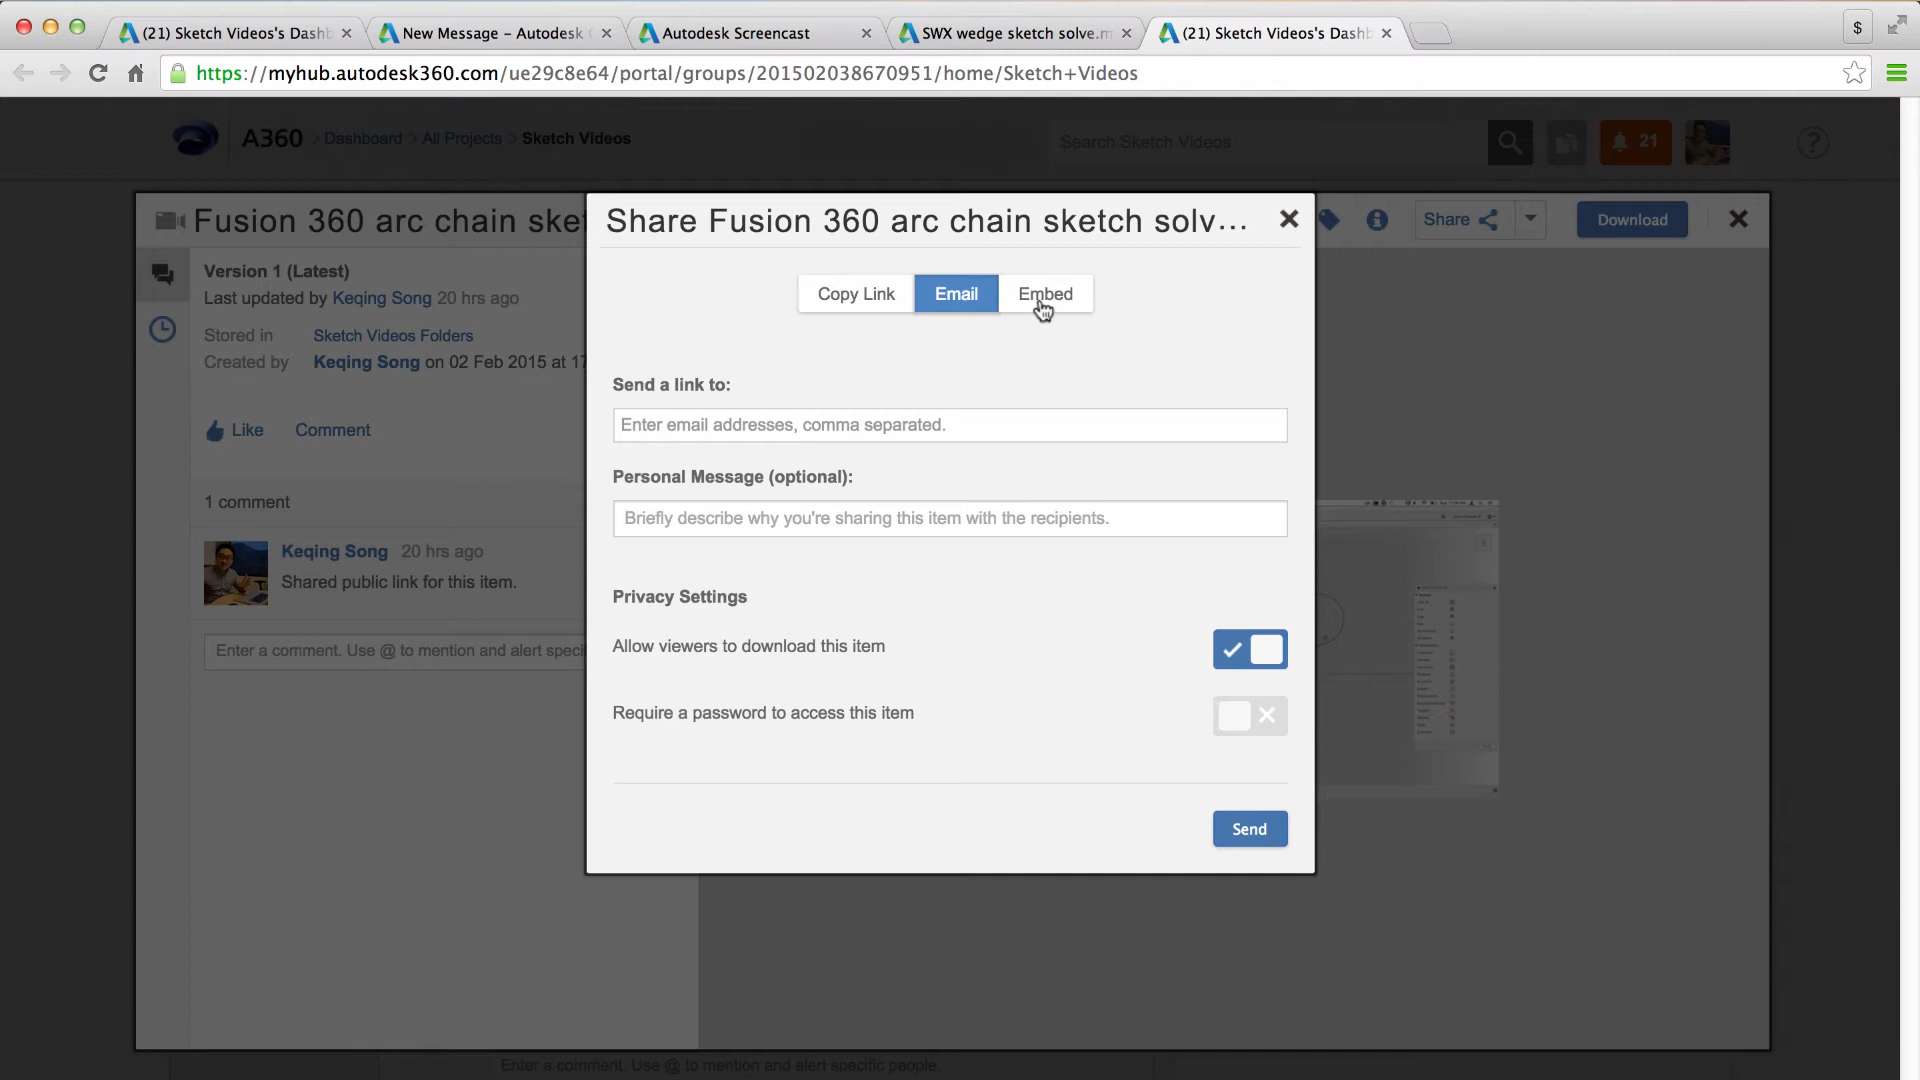 (21) Sketch Videos's Dashb
New Message - Autodesk
Autodesk Screencast
SWX wedge sketch solve.m
(21) Sketch Videos's Dashb
$
https://myhub.autodesk360.com/ue29c8e64/portal/groups/201502038670951/home/Sketch+Videos
A360 > Dashboard > All Projects > Sketch Videos
Search Sketch Videos
21
?
Fusion 360 arc chain sket
Share Fusion 360 arc chain sketch solv...
Share
Download
Version 1 (Latest)
Last updated by Keqing Song 20 hrs ago
Copy Link
Email
Embed
Stored in Sketch Videos Folders
Created by Keqing Song on 02 Feb 2015 at 17
Send a link to:
Enter email addresses, comma separated.
Like
Comment
Personal Message (optional):
1 comment
Briefly describe why you're sharing this item with the recipients.
Keqing Song 20 hrs ago
Shared public link for this item.
Privacy Settings
Enter a comment. Use @ to mention and alert specifi
Allow viewers to download this item
Require a password to access this item
Send
Enter a comment. Use @ to mention and alert specific people.